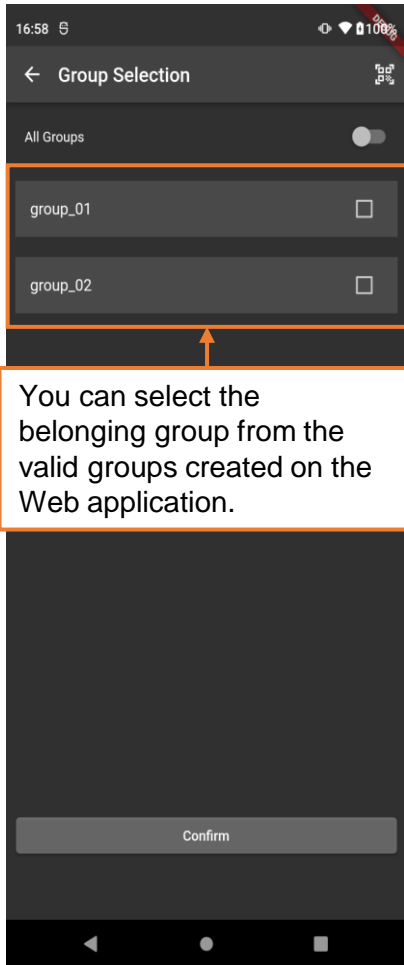 16:58
100%
DEBUG
Group Selection
All Groups
group_01
group_02
You can select the
belonging group from the
valid groups created on the
Web application.
Confirm